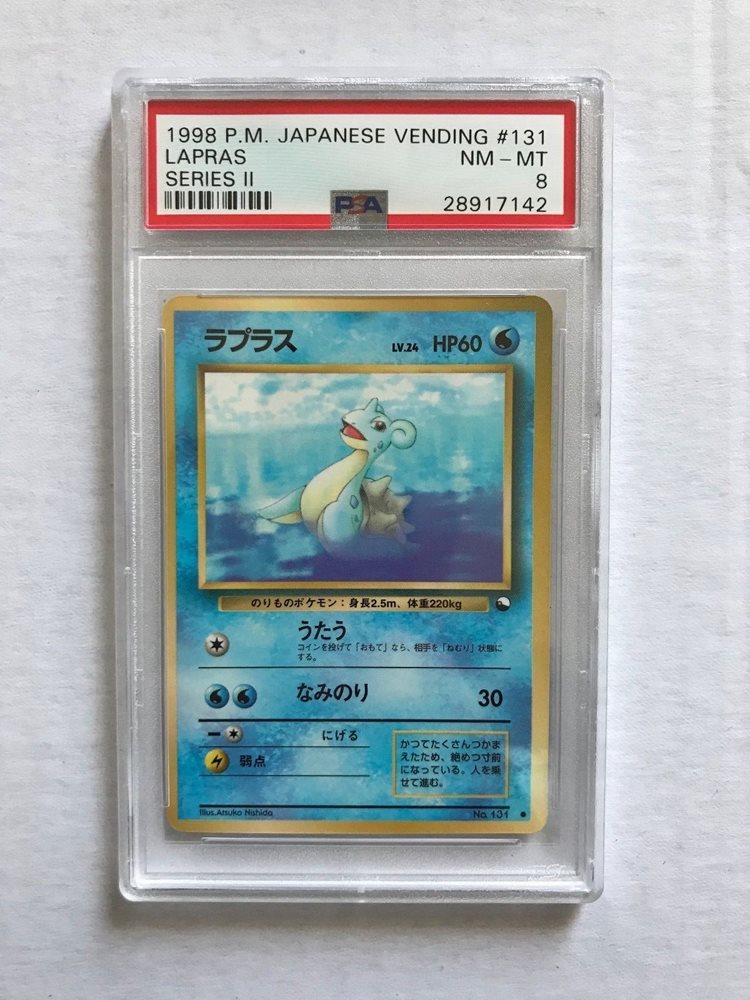 1998 P.M. JAPANESE VENDING #131
LAPRAS NM - MT
SERIES II 8
PSA 28917142
ラプラス LV.24 HP60
のりものポケモン：身長2.5m、体重220kg
うたう
コインを投げて「おもて」なら、相手を「ねむり」状態に
する。
なみのり 30
にげる
弱点
かつてたくさんつかま
えたため、絶めつ寸前
になっている。人を乗
せて進む。
Illus.Atsuko Nishida No. 131